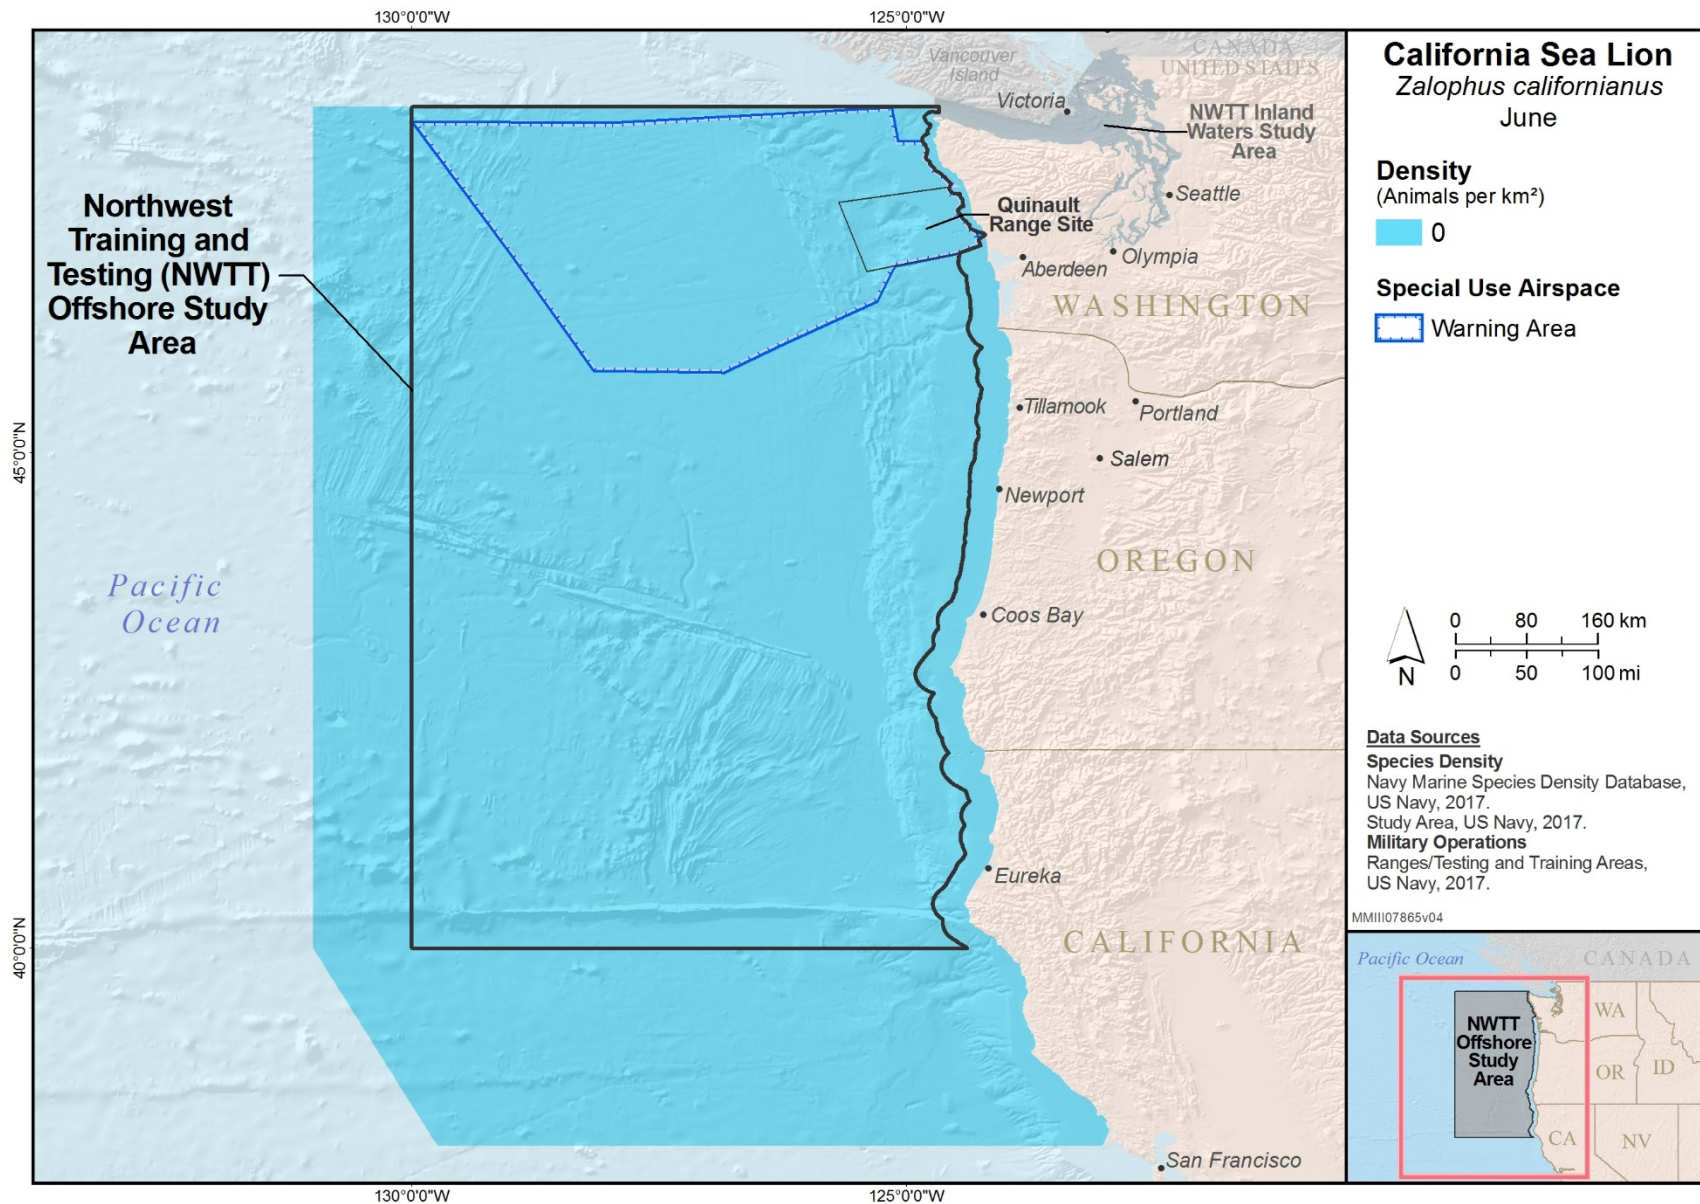 130°0'0"W
125°0'0"W
45°0'0"N
40°0'0"N
130°0'0"W
125°0'0"W
Vancouver
Island
CANADA
UNITED STATES
Victoria
NWTT Inland
Waters Study
Area
Seattle
Northwest
Training and
Testing (NWTT)
Offshore Study
Area
Quinault
Range Site
Olympia
Aberdeen
WASHINGTON
Tillamook
Portland
Salem
Newport
OREGON
Pacific
Ocean
Coos Bay
Eureka
CALIFORNIA
San Francisco
California Sea Lion
Zalophus californianus
June
Density
(Animals per km²)
0
Special Use Airspace
Warning Area
N
0 80 160 km
0 50 100 mi
Data Sources
Species Density
Navy Marine Species Density Database,
US Navy, 2017.
Study Area, US Navy, 2017.
Military Operations
Ranges/Testing and Training Areas,
US Navy, 2017.
MMIII07865v04
Pacific Ocean
CANADA
NWTT
Offshore
Study
Area
WA
OR
ID
CA
NV